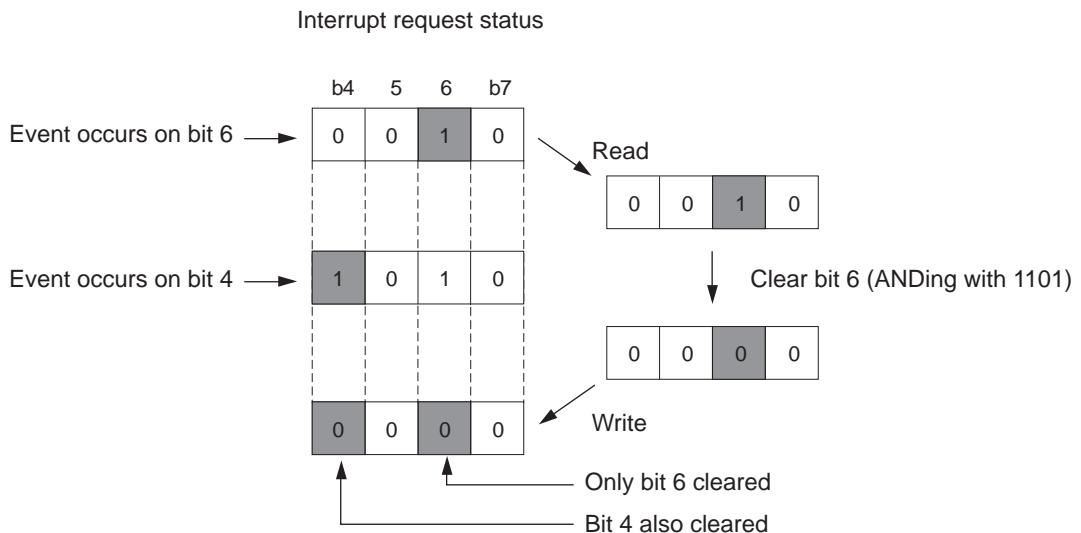 Interrupt request status
b4 5 6 b7
Event occurs on bit 6
0 0 1 0
Read
0 0 1 0
Event occurs on bit 4
1 0 1 0
Clear bit 6 (ANDing with 1101)
0 0 0 0
Write
0 0 0 0
Only bit 6 cleared
Bit 4 also cleared